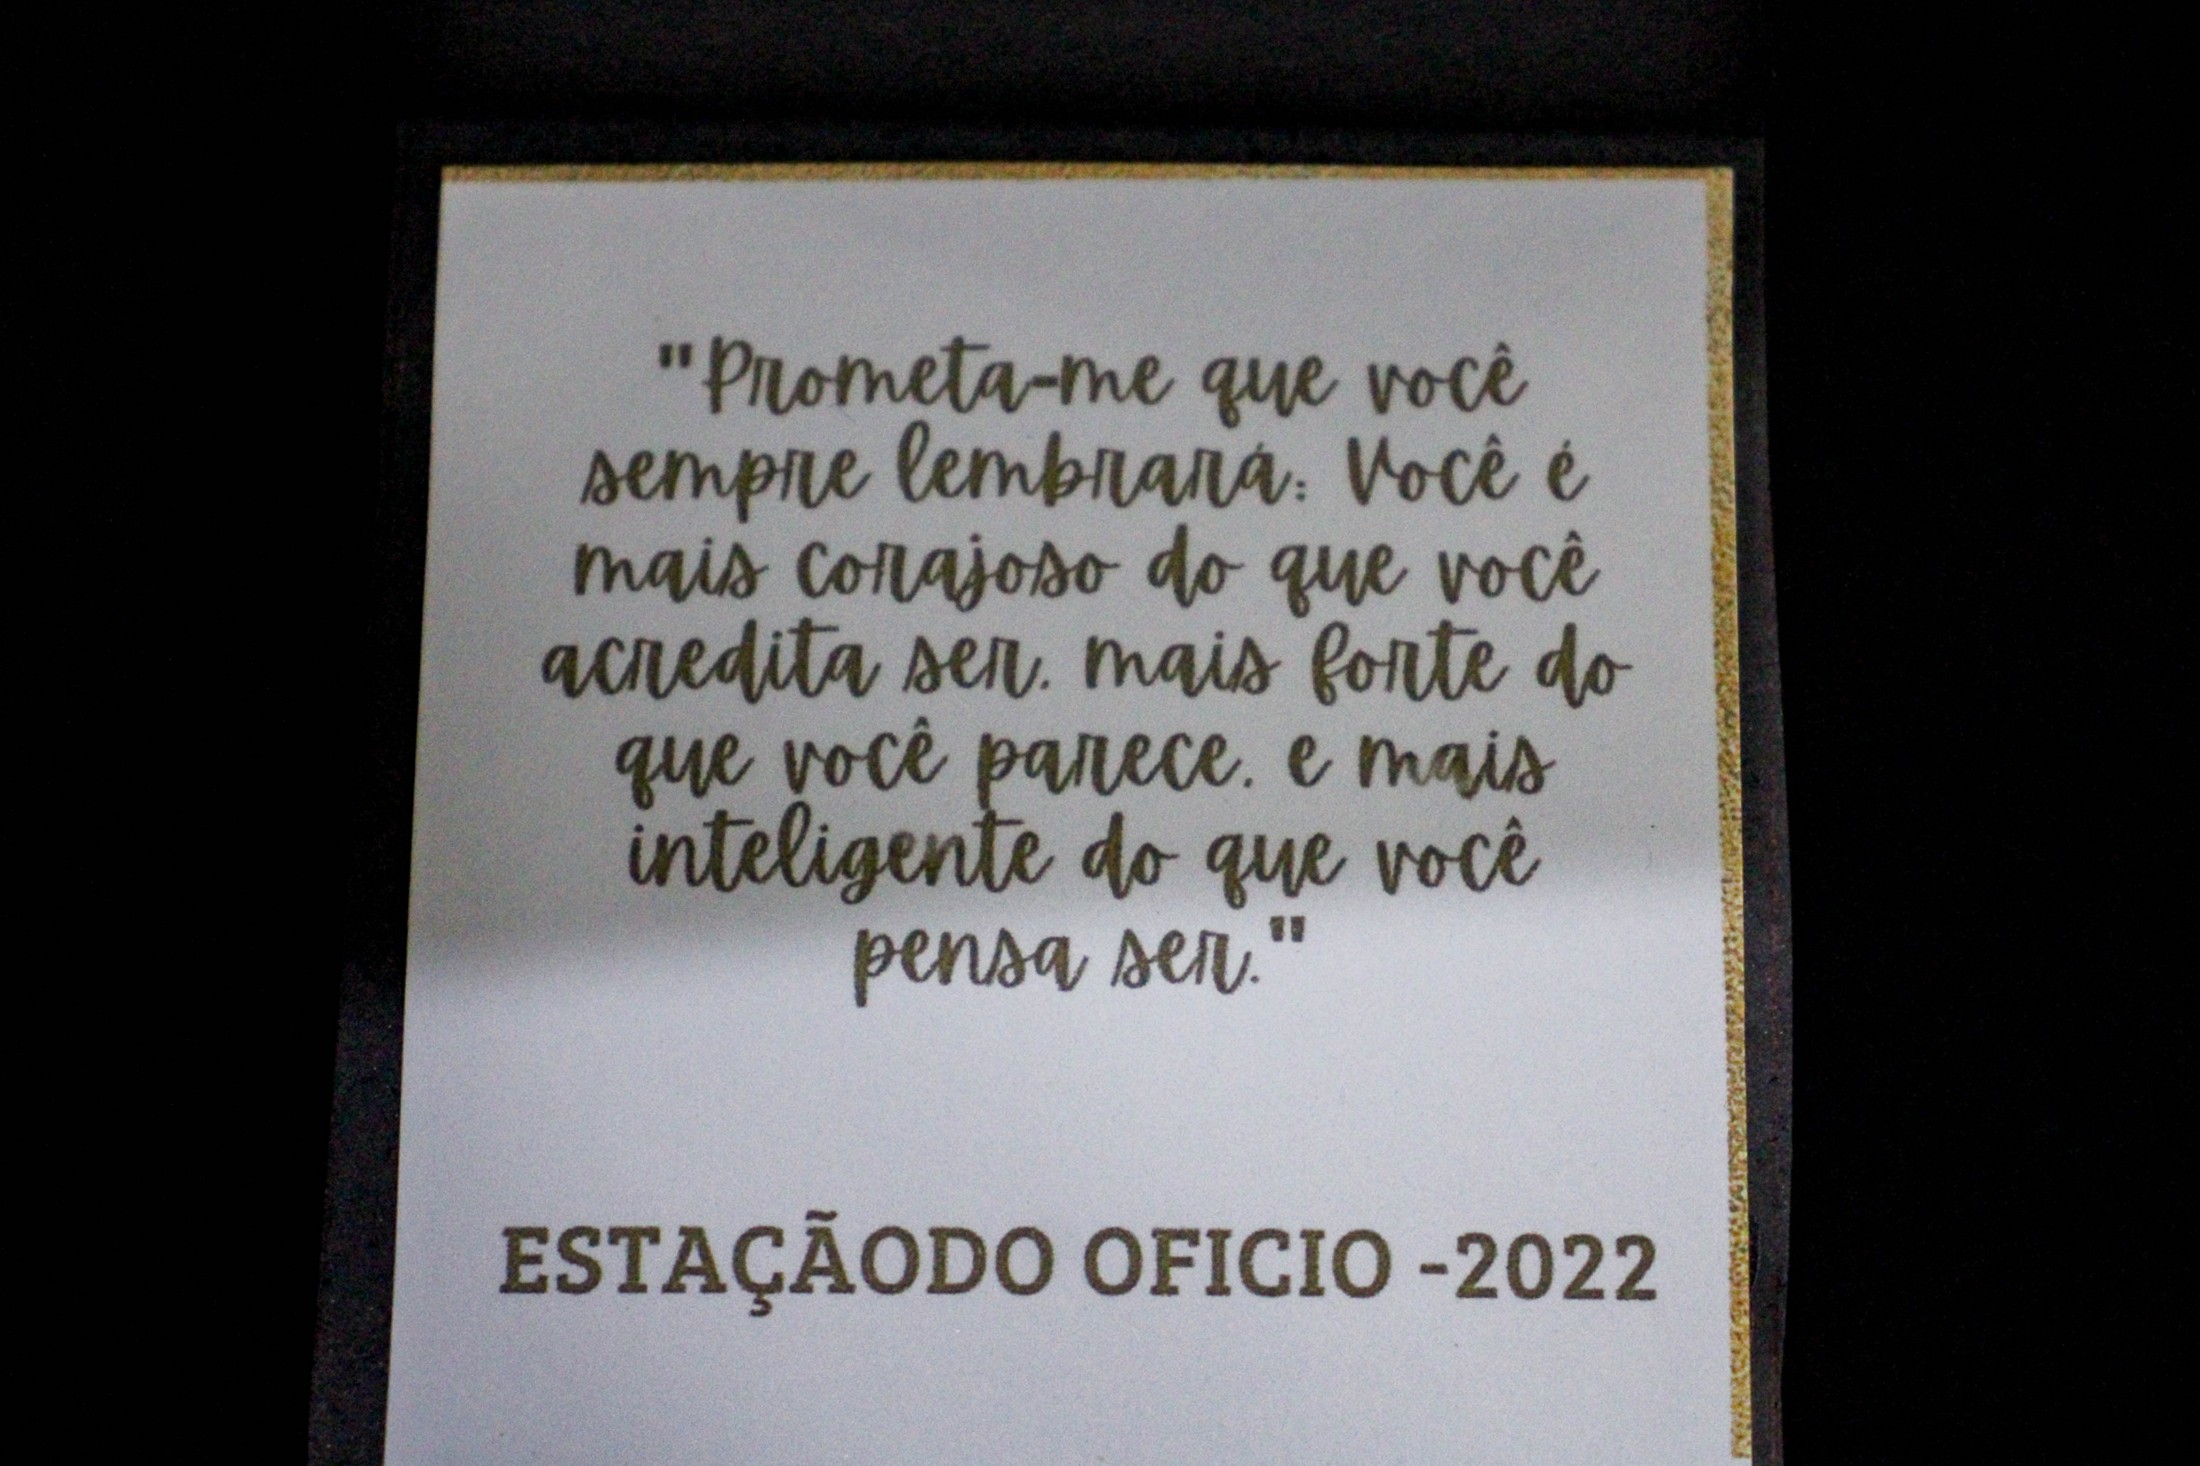 "Prometa-me que você
sempre lembrará: Você é
mais corajoso do que você
acredita ser. mais forte do
que você parece. e mais
inteligente do que você
pensa ser."
ESTAÇÃODO OFICIO -2022